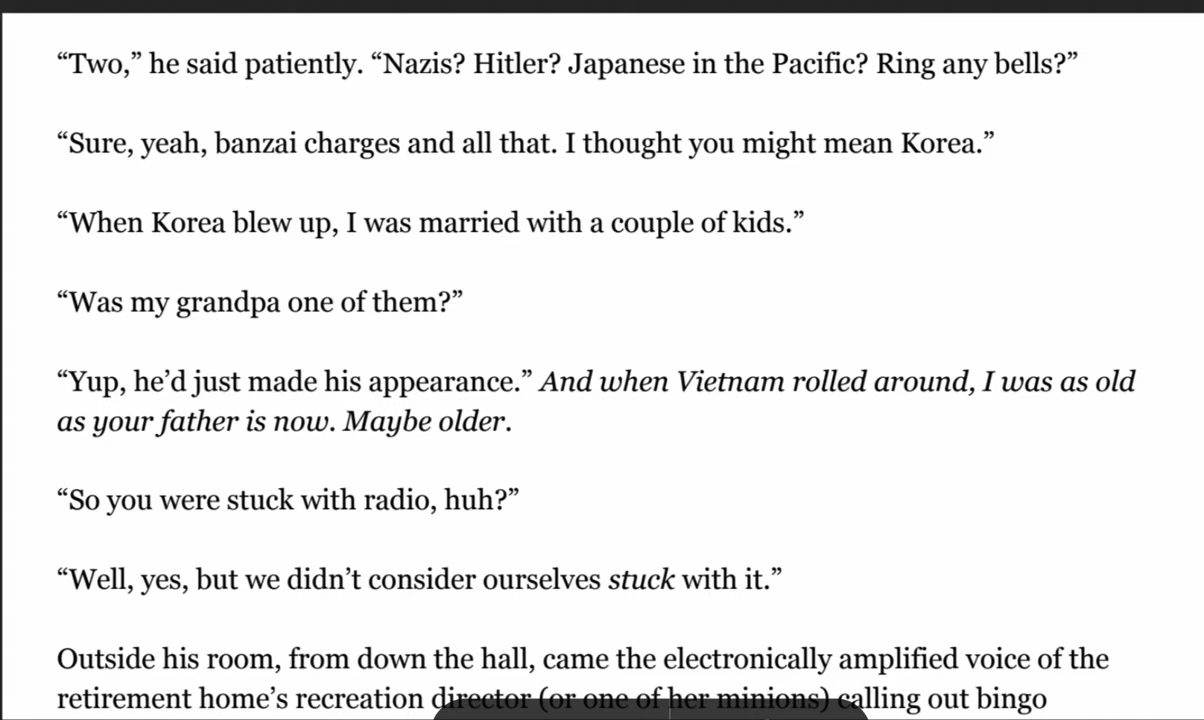 “Two,” he said patiently. “Nazis? Hitler? Japanese in the Pacific? Ring any bells?”
“Sure, yeah, banzai charges and all that. I thought you might mean Korea.”
“When Korea blew up, I was married with a couple of kids.”
“Was my grandpa one of them?”
“Yup, he’d just made his appearance.” And when Vietnam rolled around, I was as old
as your father is now. Maybe older.
“So you were stuck with radio, huh?”
“Well, yes, but we didn’t consider ourselves stuck with it.”
Outside his room, from down the hall, came the electronically amplified voice of the
retirement home’s recreation director (or one of her minions) calling out bingo